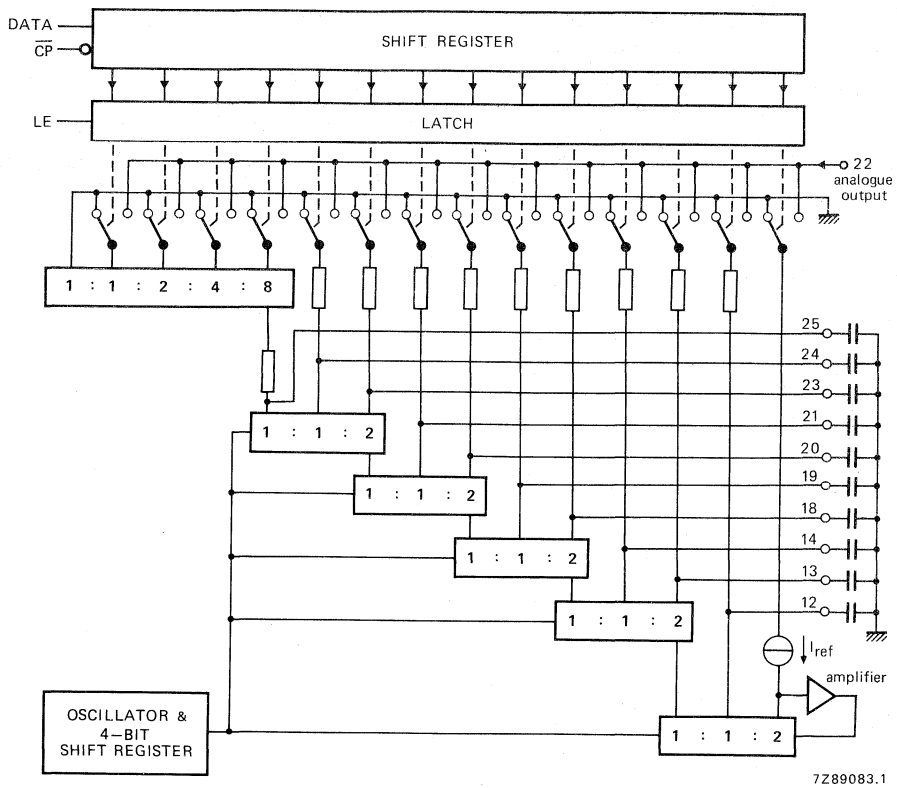 DATA
SHIFT REGISTER
CP
LE
LATCH
22
analogue
output
1 : 1 : 2 : 4 : 8
25
24
23
1 : 1 : 2
21
20
1 : 1 : 2
19
18
1 : 1 : 2
14
13
1 : 1 : 2
12
Iref
amplifier
OSCILLATOR &
4-BIT
SHIFT REGISTER
1 : 1 : 2
7Z89083.1